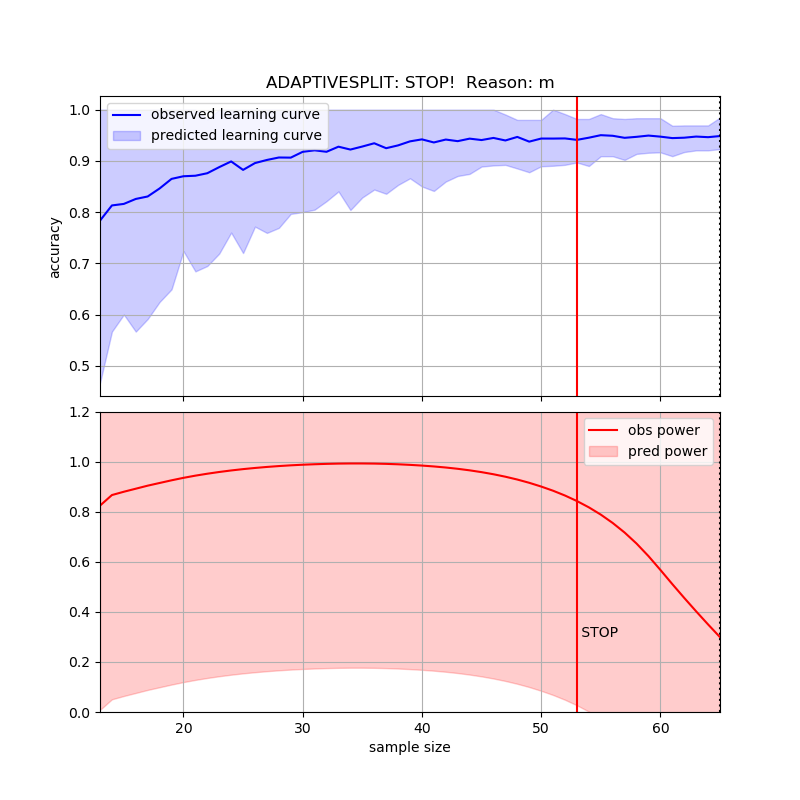 ADAPTIVESPLIT: STOP!  Reason: m
1.0
0.9
0.8
0.7
0.6
0.5
accuracy
observed learning curve
predicted learning curve
1.2
1.0
0.8
0.6
0.4
0.2
0.0
obs power
pred power
STOP
20
30
40
50
60
sample size